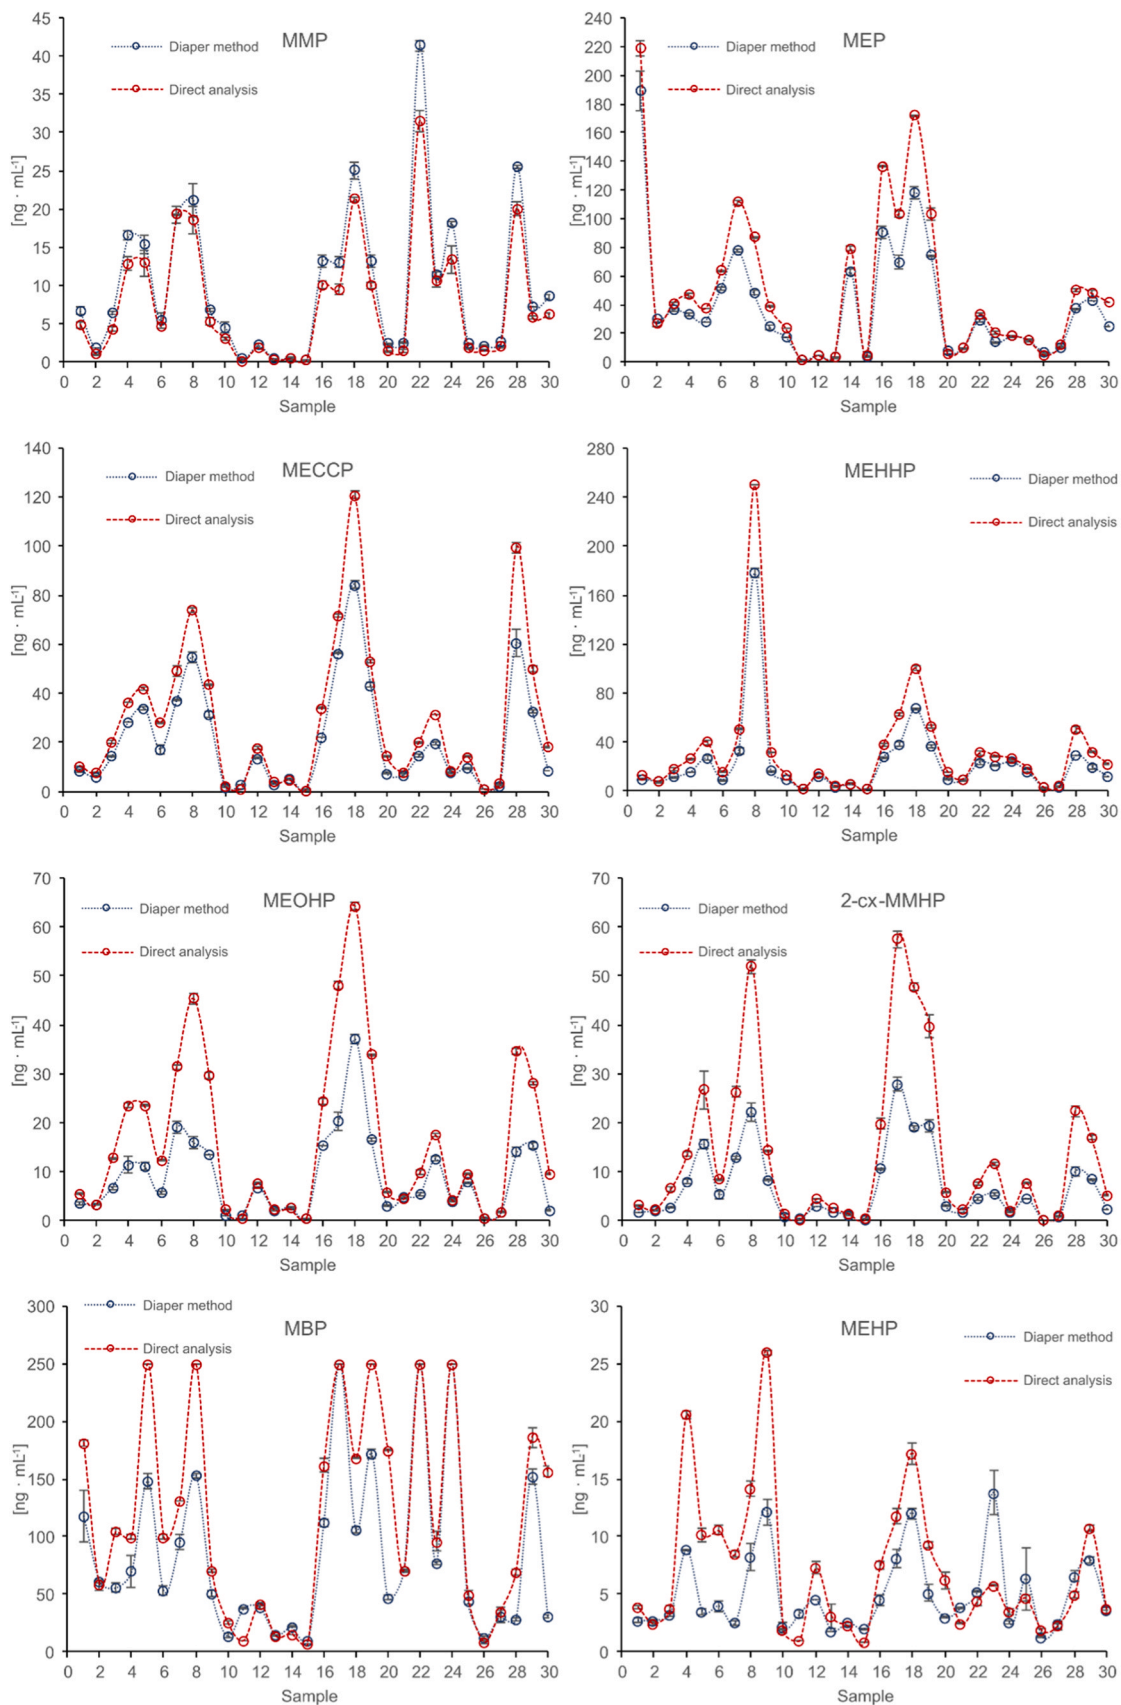 MMP
Diaper method
Direct analysis
[ng · mL-1]
45
40
35
30
25
20
15
10
5
0
0 2 4 6 8 10 12 14 16 18 20 22 24 26 28 30
Sample
MEP
Diaper method
Direct analysis
[ng · mL-1]
240
220
200
180
160
140
120
100
80
60
40
20
0
0 2 4 6 8 10 12 14 16 18 20 22 24 26 28 30
Sample
MECCP
Diaper method
Direct analysis
[ng · mL-1]
140
120
100
80
60
40
20
0
0 2 4 6 8 10 12 14 16 18 20 22 24 26 28 30
Sample
MEHHP
Diaper method
Direct analysis
[ng · mL-1]
280
240
200
160
120
80
40
0
0 2 4 6 8 10 12 14 16 18 20 22 24 26 28 30
Sample
MEOHP
Diaper method
Direct analysis
[ng · mL-1]
70
60
50
40
30
20
10
0
0 2 4 6 8 10 12 14 16 18 20 22 24 26 28 30
Sample
2-cx-MMHP
Diaper method
Direct analysis
[ng · mL-1]
70
60
50
40
30
20
10
0
0 2 4 6 8 10 12 14 16 18 20 22 24 26 28 30
Sample
MBP
Diaper method
Direct analysis
[ng · mL-1]
300
250
200
150
100
50
0
0 2 4 6 8 10 12 14 16 18 20 22 24 26 28 30
Sample
MEHP
Diaper method
Direct analysis
[ng · mL-1]
30
25
20
15
10
5
0
0 2 4 6 8 10 12 14 16 18 20 22 24 26 28 30
Sample